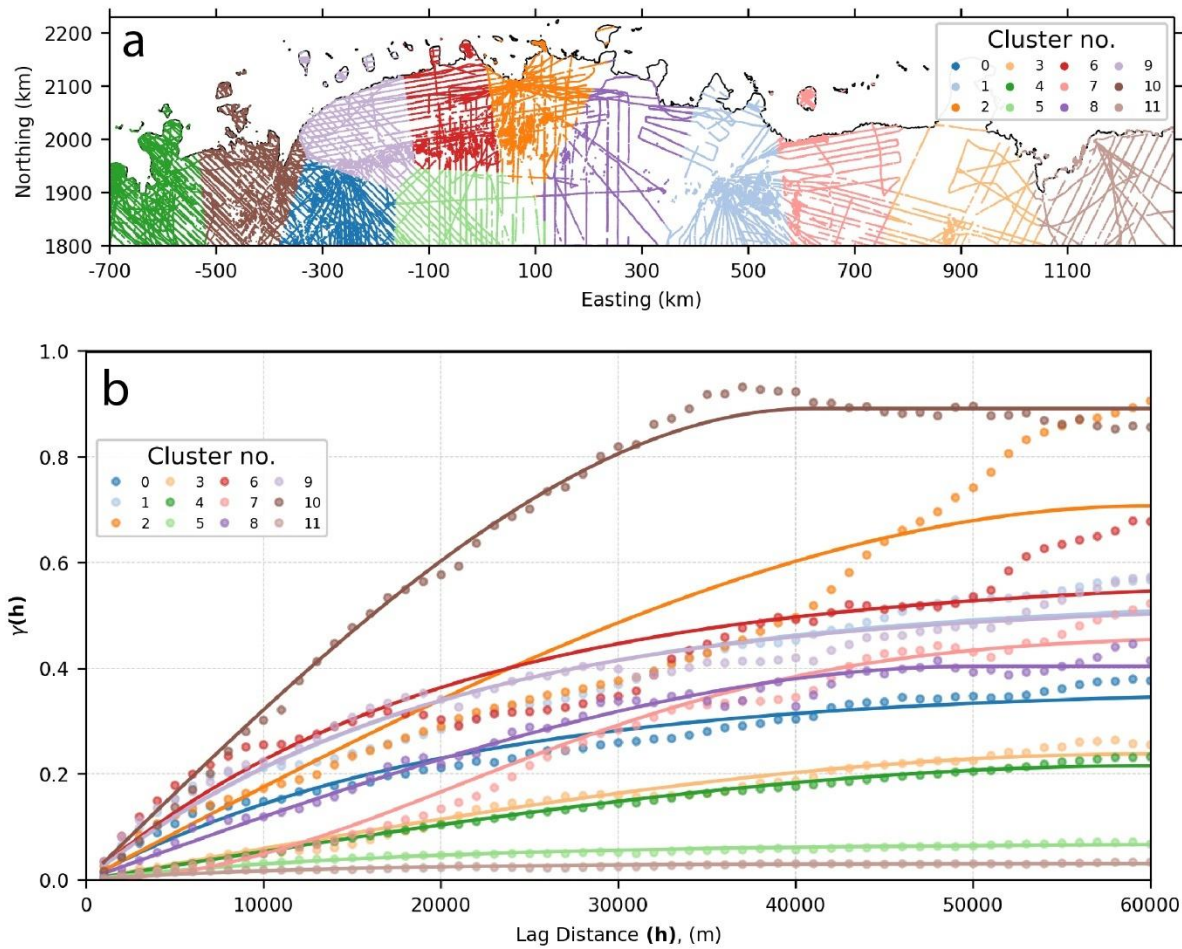 a
2200
2100
2000
1900
1800
Northing (km)
-700 -500 -300 -100 100 300 500 700 900 1100
Easting (km)
Cluster no.
0 3 6 9
1 4 7 10
2 5 8 11
b
1.0
0.8
0.6
0.4
0.2
0.0
γ(h)
Cluster no.
0 3 6 9
1 4 7 10
2 5 8 11
0 10000 20000 30000 40000 50000 60000
Lag Distance (h), (m)